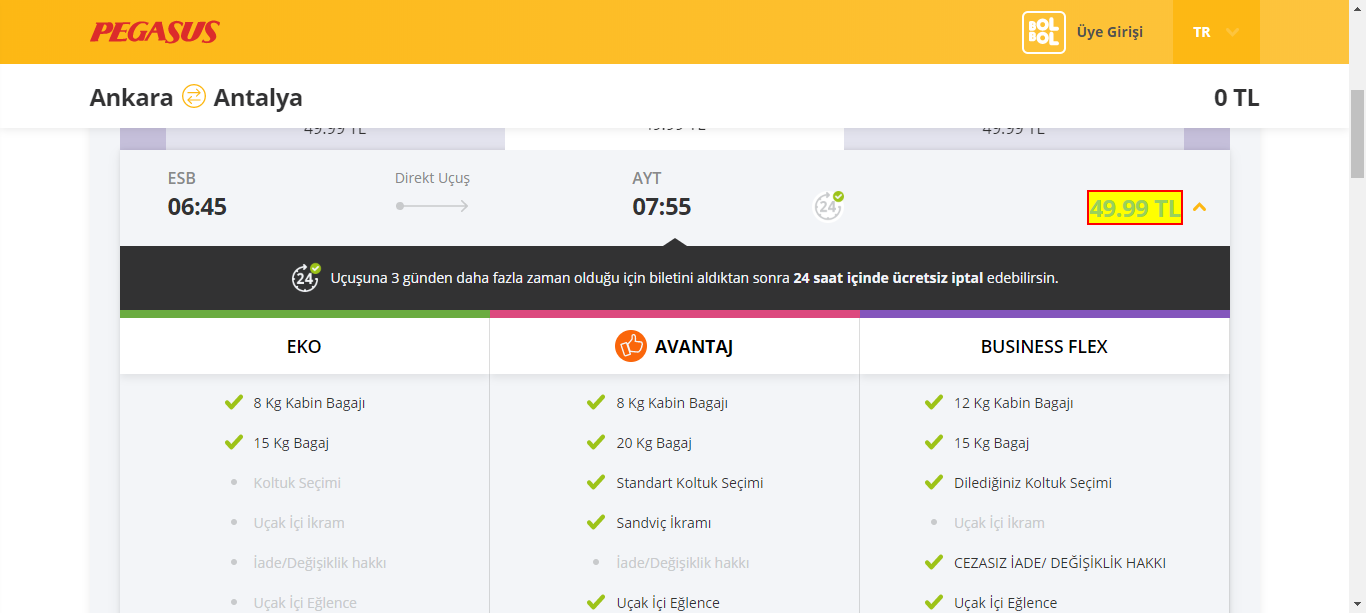 PEGASUS
BOL BOL Üye Girişi TR
Ankara Antalya 0 TL
49.99 TL 49.99 TL 49.99 TL
ESB Direkt Uçuş AYT
06:45 07:55 24 49.99 TL
24 Uçuşuna 3 günden daha fazla zaman olduğu için biletini aldıktan sonra 24 saat içinde ücretsiz iptal edebilirsin.
EKO AVANTAJ BUSINESS FLEX
8 Kg Kabin Bagajı 8 Kg Kabin Bagajı 12 Kg Kabin Bagajı
15 Kg Bagaj 20 Kg Bagaj 15 Kg Bagaj
Koltuk Seçimi Standart Koltuk Seçimi Dilediğiniz Koltuk Seçimi
Uçak İçi İkram Sandviç İkramı Uçak İçi İkram
İade/Değişiklik hakkı İade/Değişiklik hakkı CEZASIZ İADE/ DEĞİŞİKLİK HAKKI
Uçak İçi Eğlence Uçak İçi Eğlence Uçak İçi Eğlence